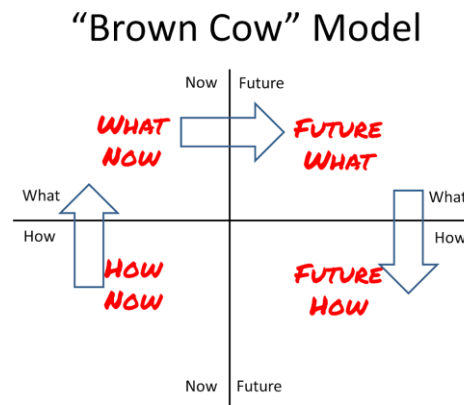 “Brown Cow” Model
Now Future
WHAT
NOW
FUTURE
WHAT
What What
How How
HOW
NOW
FUTURE
HOW
Now Future